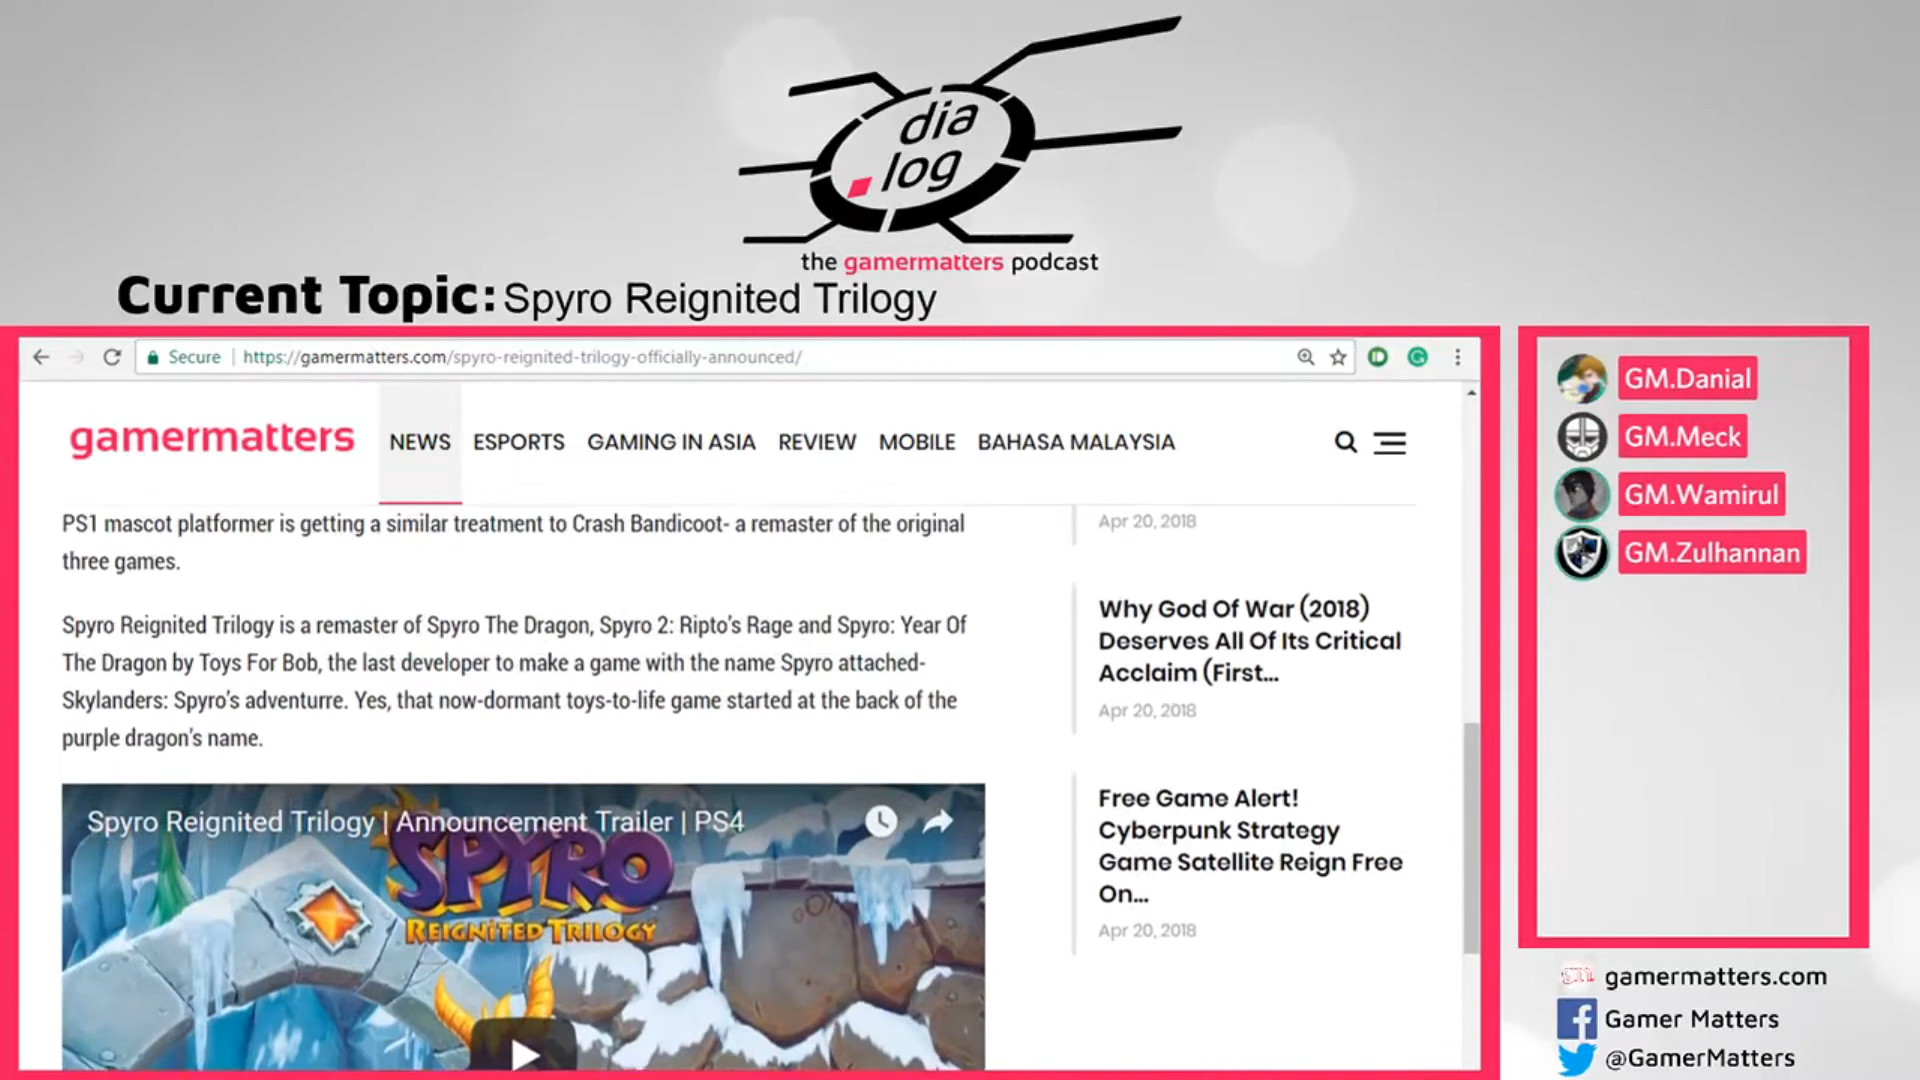 dia
.log
the gamermatters podcast
Current Topic: Spyro Reignited Trilogy
Secure | https://gamermatters.com/spyro-reignited-trilogy-officially-announced/
gamermatters
NEWS ESPORTS GAMING IN ASIA REVIEW MOBILE BAHASA MALAYSIA
PS1 mascot platformer is getting a similar treatment to Crash Bandicoot- a remaster of the original
three games.
Spyro Reignited Trilogy is a remaster of Spyro The Dragon, Spyro 2: Ripto’s Rage and Spyro: Year Of
The Dragon by Toys For Bob, the last developer to make a game with the name Spyro attached-
Skylanders: Spyro’s adventurre. Yes, that now-dormant toys-to-life game started at the back of the
purple dragon’s name.
Spyro Reignited Trilogy | Announcement Trailer | PS4
SPYRO
REIGNITED TRILOGY
Apr 20, 2018
Why God Of War (2018)
Deserves All Of Its Critical
Acclaim (First...
Apr 20, 2018
Free Game Alert!
Cyberpunk Strategy
Game Satellite Reign Free
On...
Apr 20, 2018
GM.Danial
GM.Meck
GM.Wamirul
GM.Zulhannan
gamermatters.com
Gamer Matters
@GamerMatters